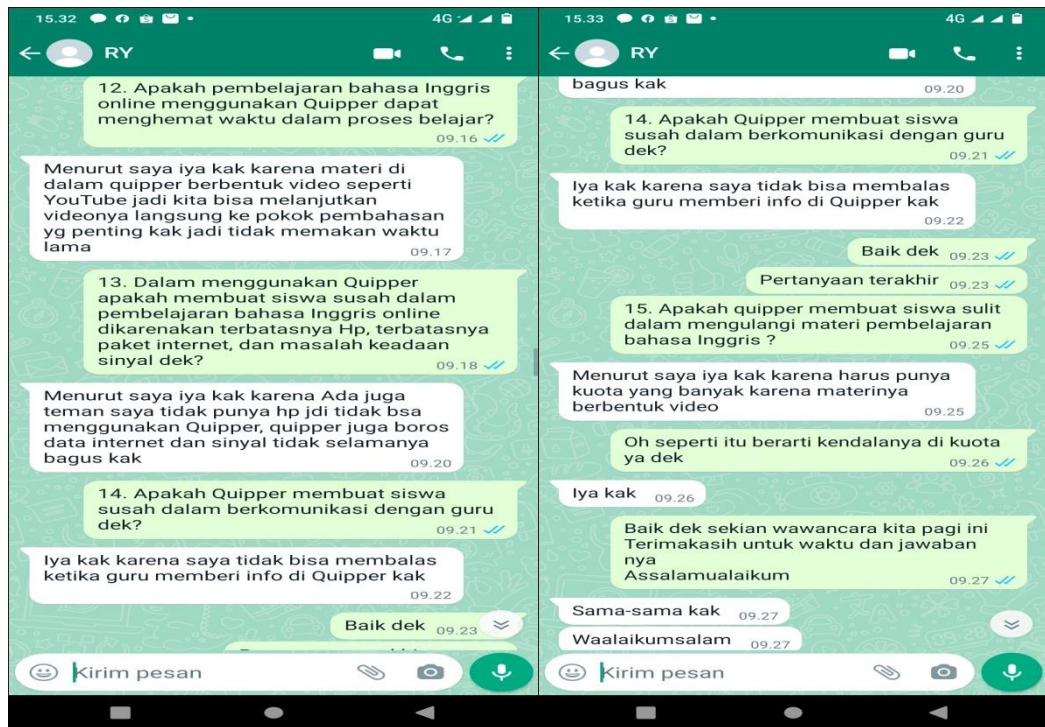 15.32
4G
RY
12. Apakah pembelajaran bahasa Inggris
online menggunakan Quipper dapat
menghemat waktu dalam proses belajar?
09.16
Menurut saya iya kak karena materi di
dalam quipper berbentuk video seperti
YouTube jadi kita bisa melanjutkan
videonya langsung ke pokok pembahasan
yg penting kak jadi tidak memakan waktu
lama
09.17
13. Dalam menggunakan Quipper
apakah membuat siswa susah dalam
pembelajaran bahasa Inggris online
dikarenakan terbatasnya Hp, terbatasnya
paket internet, dan masalah keadaan
sinyal dek?
09.18
Menurut saya iya kak karena Ada juga
teman saya tidak punya hp jdi tidak bsa
menggunakan Quipper, quipper juga boros
data internet dan sinyal tidak selamanya
bagus kak
09.20
14. Apakah Quipper membuat siswa
susah dalam berkomunikasi dengan guru
dek?
09.21
Iya kak karena saya tidak bisa membalas
ketika guru memberi info di Quipper kak
09.22
Baik dek 09.23
Kirim pesan
15.33
4G
RY
bagus kak
09.20
14. Apakah Quipper membuat siswa
susah dalam berkomunikasi dengan guru
dek?
09.21
Iya kak karena saya tidak bisa membalas
ketika guru memberi info di Quipper kak
09.22
Baik dek 09.23
Pertanyaan terakhir 09.23
15. Apakah quipper membuat siswa sulit
dalam mengulangi materi pembelajaran
bahasa Inggris ?
09.25
Menurut saya iya kak karena harus punya
kuota yang banyak karena materinya
berbentuk video
09.25
Oh seperti itu berarti kendalanya di kuota
ya dek
09.26
Iya kak 09.26
Baik dek sekian wawancara kita pagi ini
Terimakasih untuk waktu dan jawaban
nya
Assalamualaikum
09.27
Sama-sama kak 09.27
Waalaikumsalam 09.27
Kirim pesan